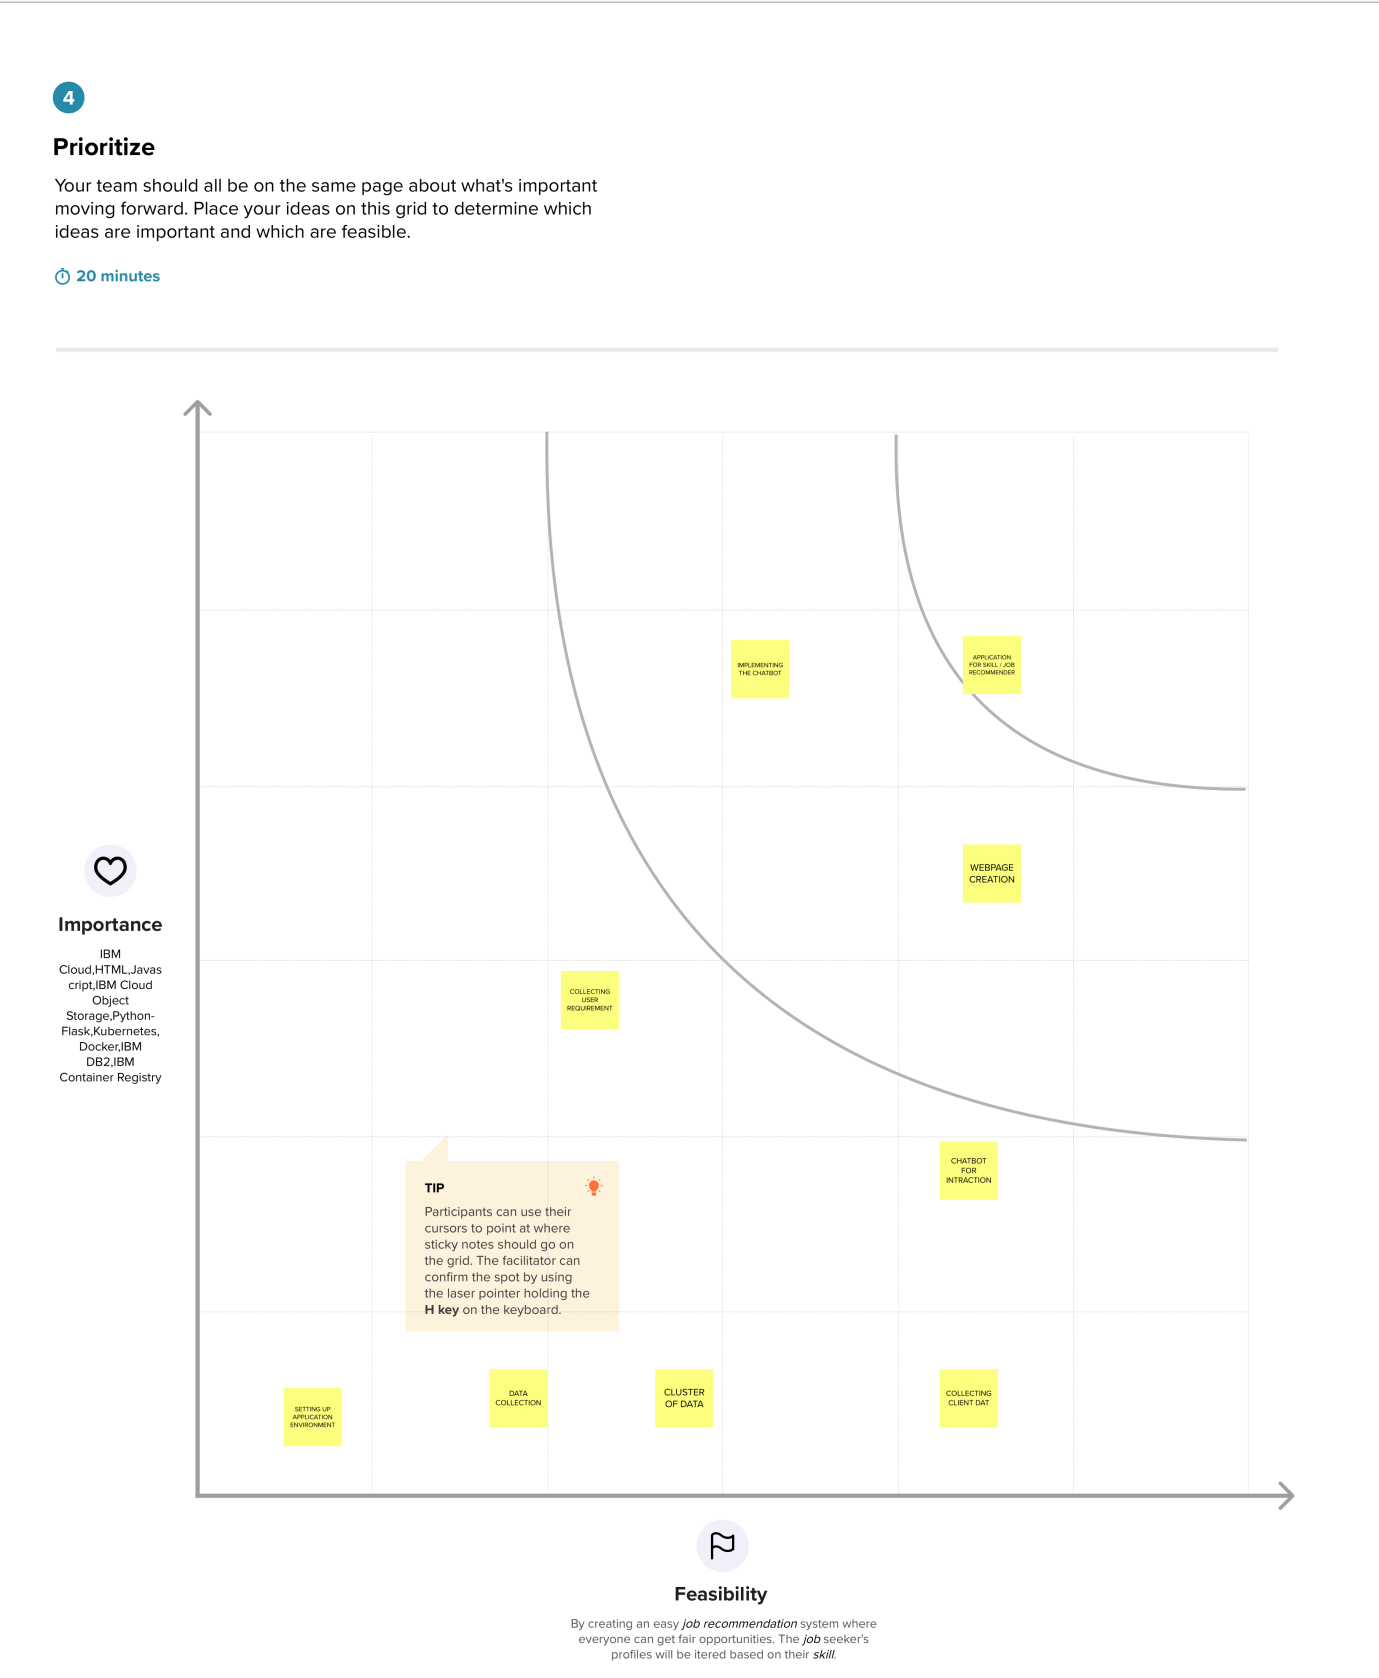 4
Prioritize
Your team should all be on the same page about what's important
moving forward. Place your ideas on this grid to determine which
ideas are important and which are feasible.
20 minutes
IMPLEMENTING
THE CHATBOT
APPLICATION
FOR SKILL / JOB
RECOMMENDER
WEBPAGE
CREATION
Importance
IBM
Cloud,HTML,Javas
cript,IBM Cloud
Object
Storage,Python-
Flask,Kubernetes,
Docker,IBM
DB2,IBM
Container Registry
COLLECTING
USER
REQUIREMENT
CHATBOT
FOR
INTRACTION
TIP
Participants can use their
cursors to point at where
sticky notes should go on
the grid. The facilitator can
confirm the spot by using
the laser pointer holding the
H key on the keyboard.
SETTING UP
APPLICATION
ENVIRONMENT
DATA
COLLECTION
CLUSTER
OF DATA
COLLECTING
CLIENT DAT
Feasibility
By creating an easy job recommendation system where
everyone can get fair opportunities. The job seeker's
profiles will be itered based on their skill.